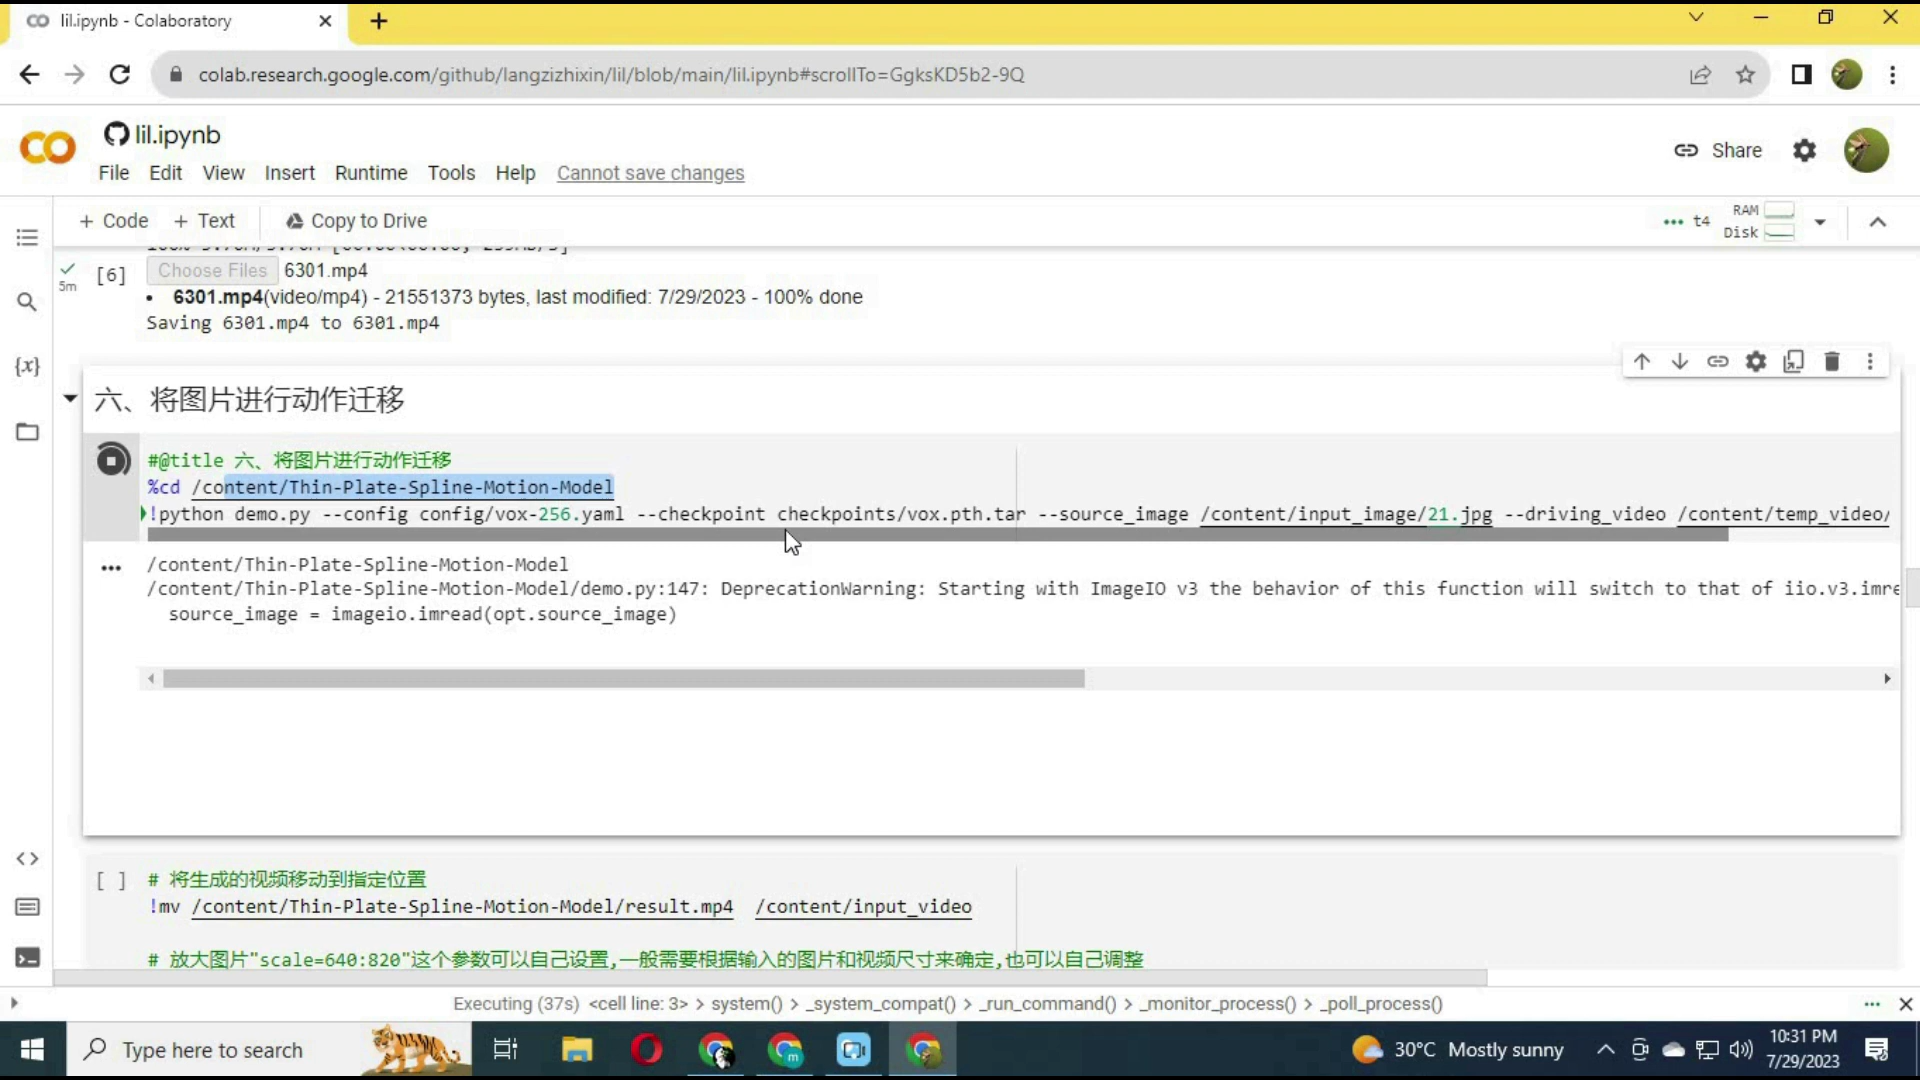 lil.ipynb - Colaboratory
colab.research.google.com/github/langzizhixin/lil/blob/main/lil.ipynb#scrollTo=GgksKD5b2-9Q
lil.ipynb
File Edit View Insert Runtime Tools Help Cannot save changes
Share
+ Code + Text Copy to Drive
t4 RAM Disk
[6] Choose Files 6301.mp4
5m
6301.mp4(video/mp4) - 21551373 bytes, last modified: 7/29/2023 - 100% done
Saving 6301.mp4 to 6301.mp4
六、将图片进行动作迁移
#@title 六、将图片进行动作迁移
%cd /content/Thin-Plate-Spline-Motion-Model
!python demo.py --config config/vox-256.yaml --checkpoint checkpoints/vox.pth.tar --source_image /content/input_image/21.jpg --driving_video /content/temp_video/
/content/Thin-Plate-Spline-Motion-Model
/content/Thin-Plate-Spline-Motion-Model/demo.py:147: DeprecationWarning: Starting with ImageIO v3 the behavior of this function will switch to that of iio.v3.imre
source_image = imageio.imread(opt.source_image)
[ ] # 将生成的视频移动到指定位置
!mv /content/Thin-Plate-Spline-Motion-Model/result.mp4 /content/input_video
# 放大图片"scale=640:820"这个参数可以自己设置,一般需要根据输入的图片和视频尺寸来确定,也可以自己调整
Executing (37s) <cell line: 3> > system() > _system_compat() > _run_command() > _monitor_process() > _poll_process()
Type here to search
30°C Mostly sunny
10:31 PM
7/29/2023